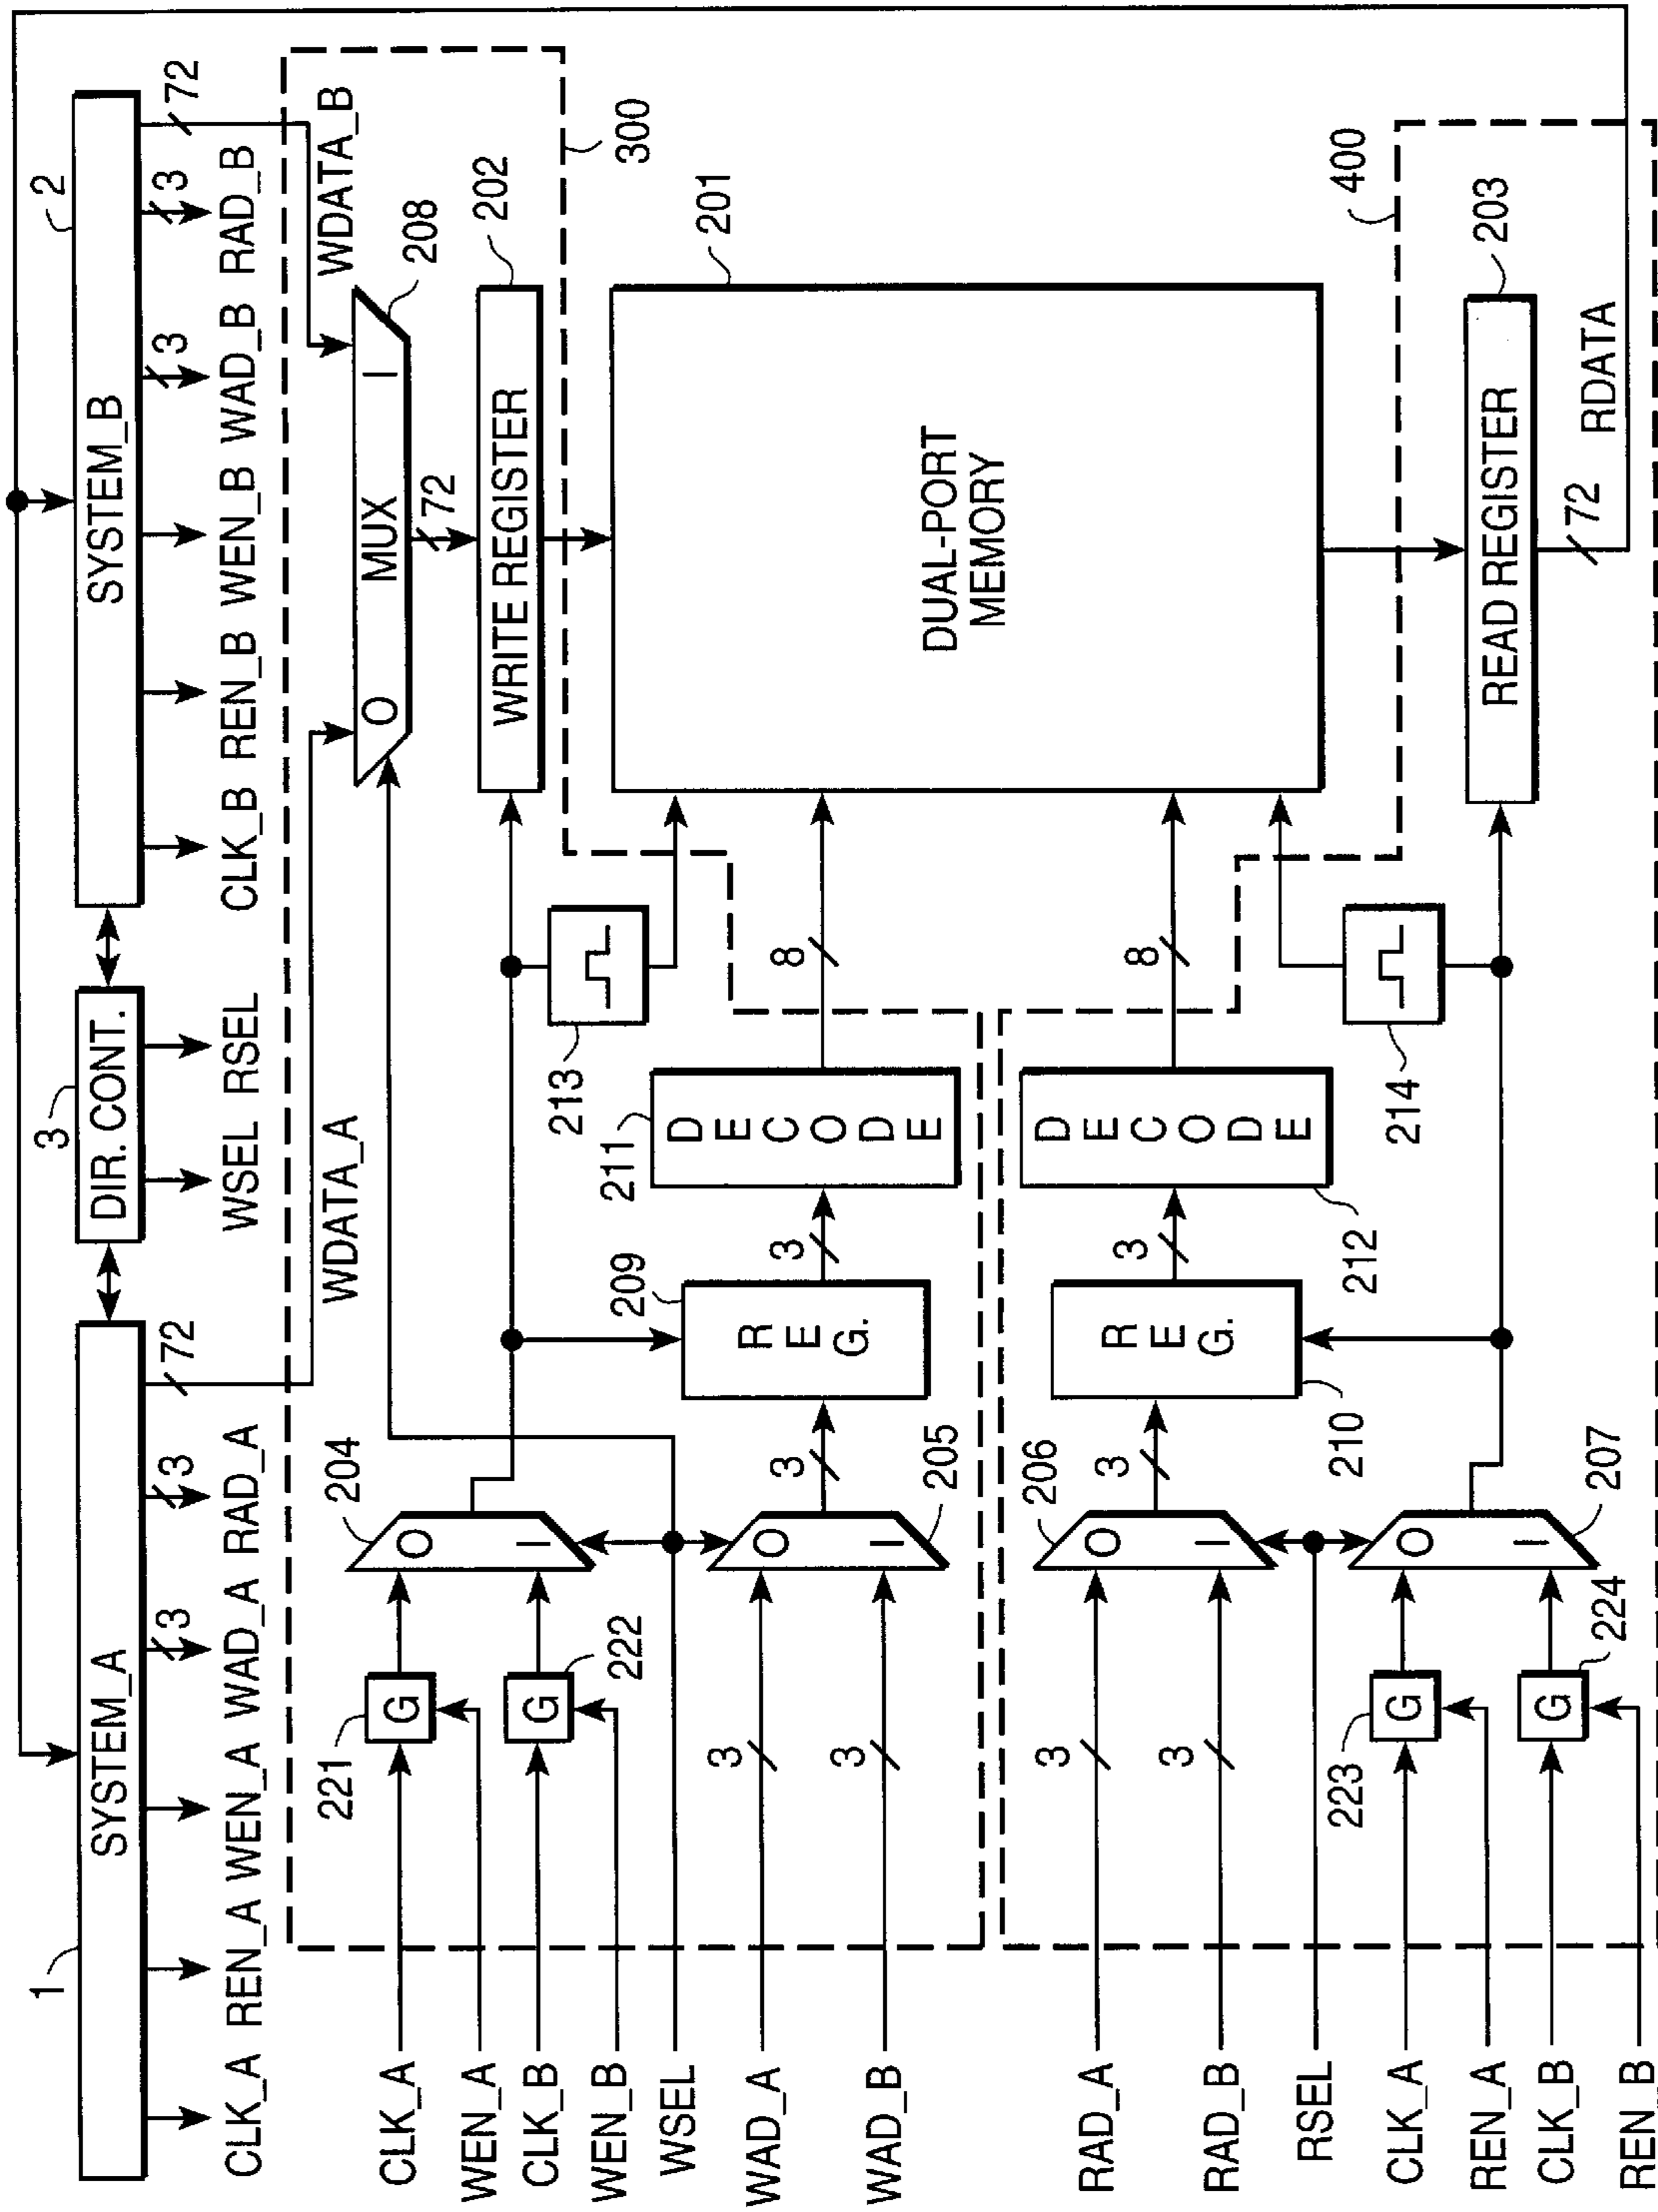 1
SYSTEM_A
3
DIR. CONT.
2
SYSTEM_B
3
3
72
3
3
72
CLK_A REN_A WEN_A WAD_A RAD_A
WSEL RSEL
CLK_B REN_B WEN_B WAD_B RAD_B
WDATA_A
WDATA_B
300
CLK_A
WEN_A
CLK_B
WEN_B
WSEL
WAD_A
WAD_B
221
G
222
G
204
O
I
O MUX I
208
72
WRITE REGISTER
202
213
3
3
205
O
I
3
209
REG.
3
211
DECODE
8
201
DUAL-PORT
MEMORY
RAD_A
RAD_B
RSEL
CLK_A
REN_A
CLK_B
REN_B
3
3
206
O
I
3
REG.
210
3
DECODE
212
8
400
223
G
224
G
O
I
207
214
READ REGISTER
203
72
RDATA